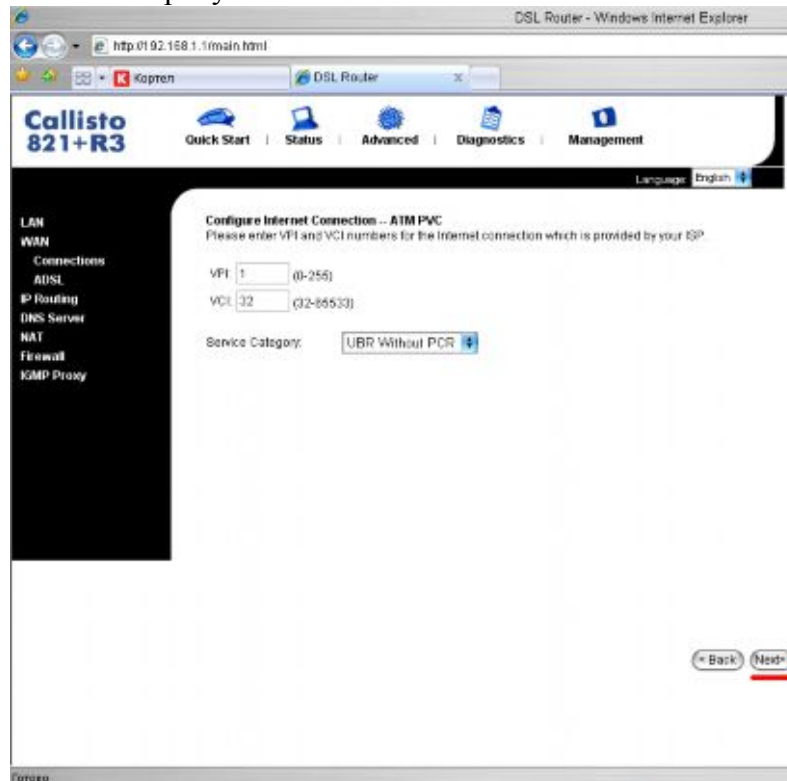 DSL Router - Windows Internet Explorer
http://192.168.1.1/main.html
Кортел
DSL Router
x
Callisto
821+R3
Quick Start | Status | Advanced | Diagnostics | Management
Language: English
LAN
WAN
Connections
ADSL
IP Routing
DNS Server
NAT
Firewall
IGMP Proxy
Configure Internet Connection -- ATM PVC
Please enter VPI and VCI numbers for the Internet connection which is provided by your ISP.
VPI: 1 (0-255)
VCI: 32 (32-65533)
Service Category: UBR Without PCR
< Back Next>
Готово